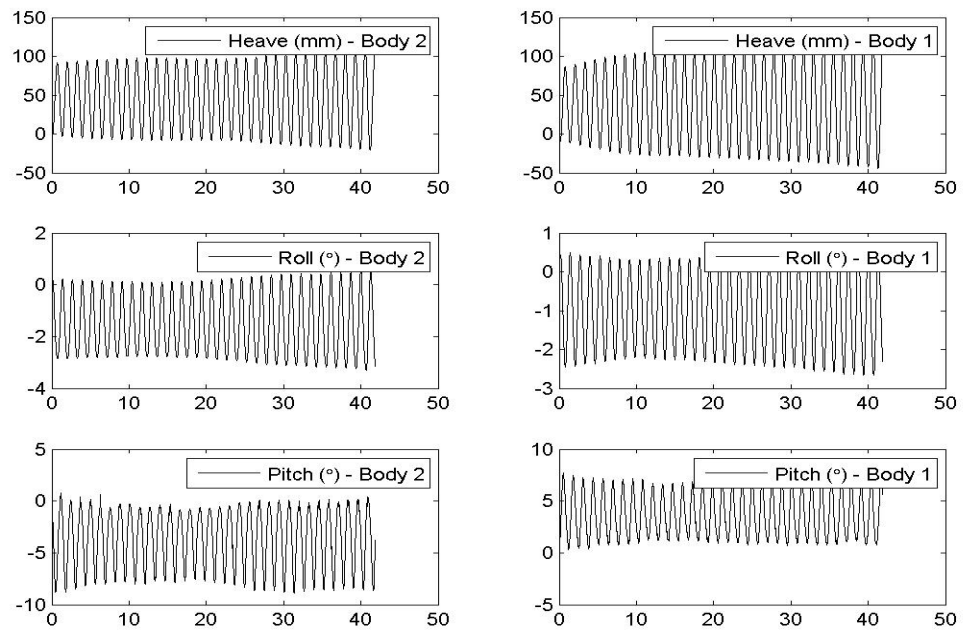 150
100
50
0
-50
0 10 20 30 40 50
Heave (mm) - Body 2
150
100
50
0
-50
0 10 20 30 40 50
Heave (mm) - Body 1
2
0
-2
-4
0 10 20 30 40 50
Roll (°) - Body 2
1
0
-1
-2
-3
0 10 20 30 40 50
Roll (°) - Body 1
5
0
-5
-10
0 10 20 30 40 50
Pitch (°) - Body 2
10
5
0
-5
0 10 20 30 40 50
Pitch (°) - Body 1